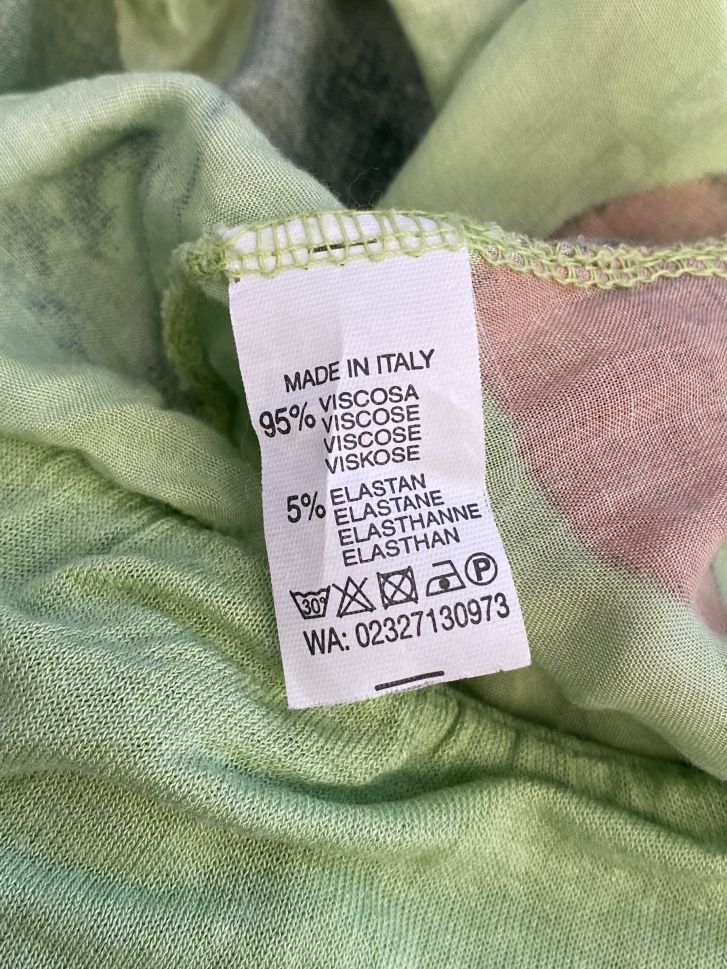 MADE IN ITALY
95% VISCOSA
VISCOSE
VISCOSE
VISKOSE
5% ELASTAN
ELASTANE
ELASTHANNE
ELASTHAN
30° P
WA: 02327130973